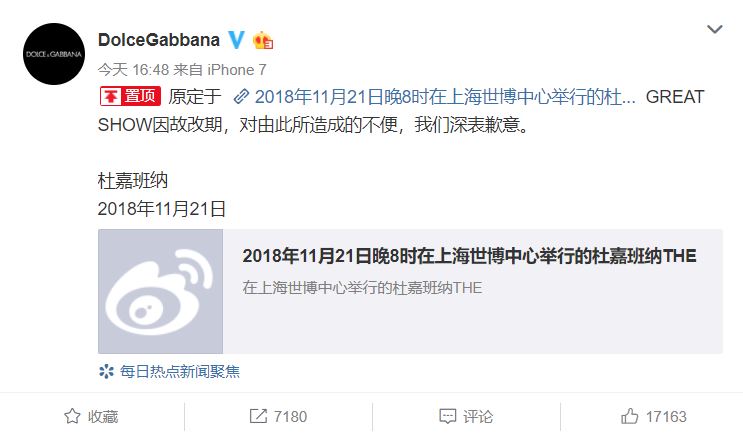 DOLCE & GABBANA
DolceGabbana V
今天 16:48 来自 iPhone 7
置顶 原定于 2018年11月21日晚8时在上海世博中心举行的杜... GREAT
SHOW因故改期，对由此所造成的不便，我们深表歉意。
杜嘉班纳
2018年11月21日
2018年11月21日晚8时在上海世博中心举行的杜嘉班纳THE
在上海世博中心举行的杜嘉班纳THE
每日热点新闻聚焦
收藏 7180 评论 17163